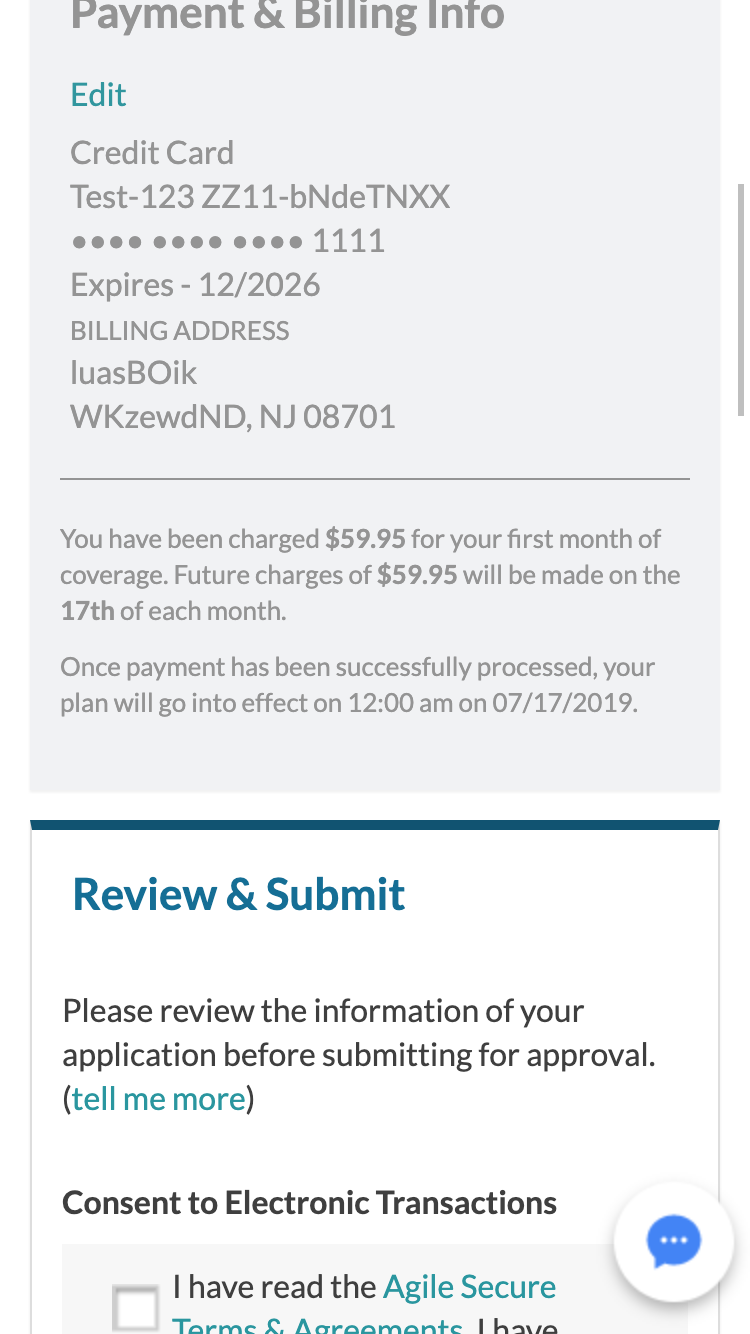 Payment & Billing Info
Edit
Credit Card
Test-123 ZZ11-bNdeTNXX
•••• •••• •••• 1111
Expires - 12/2026
BILLING ADDRESS
luasBOik
WKzewdND, NJ 08701
You have been charged $59.95 for your first month of
coverage. Future charges of $59.95 will be made on the
17th of each month.
Once payment has been successfully processed, your
plan will go into effect on 12:00 am on 07/17/2019.
Review & Submit
Please review the information of your
application before submitting for approval.
(tell me more)
Consent to Electronic Transactions
I have read the Agile Secure
Terms & Agreements. I have